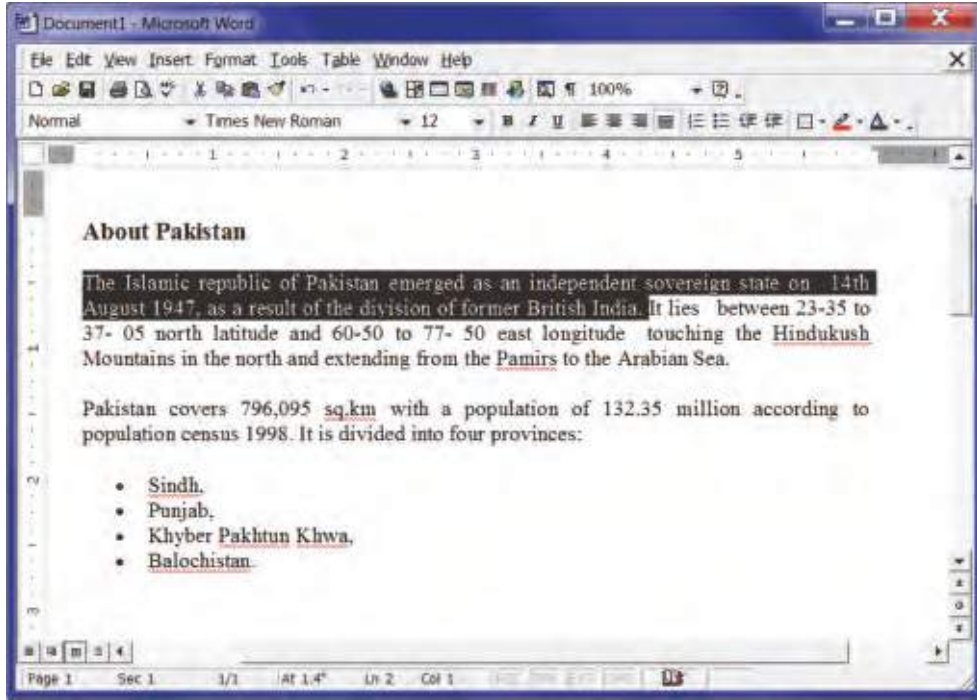 Document1 - Microsoft Word
File Edit View Insert Format Tools Table Window Help
100%
Normal Times New Roman 12 B I U
1 2 3 4 5
About Pakistan
The Islamic republic of Pakistan emerged as an independent sovereign state on 14th
August 1947, as a result of the division of former British India. It lies between 23-35 to
37- 05 north latitude and 60-50 to 77- 50 east longitude touching the Hindukush
Mountains in the north and extending from the Pamirs to the Arabian Sea.
Pakistan covers 796,095 sq.km with a population of 132.35 million according to
population census 1998. It is divided into four provinces:
• Sindh,
• Punjab,
• Khyber Pakhtun Khwa,
• Balochistan.
Page 1 Sec 1 1/1 At 1.4" Ln 2 Col 1